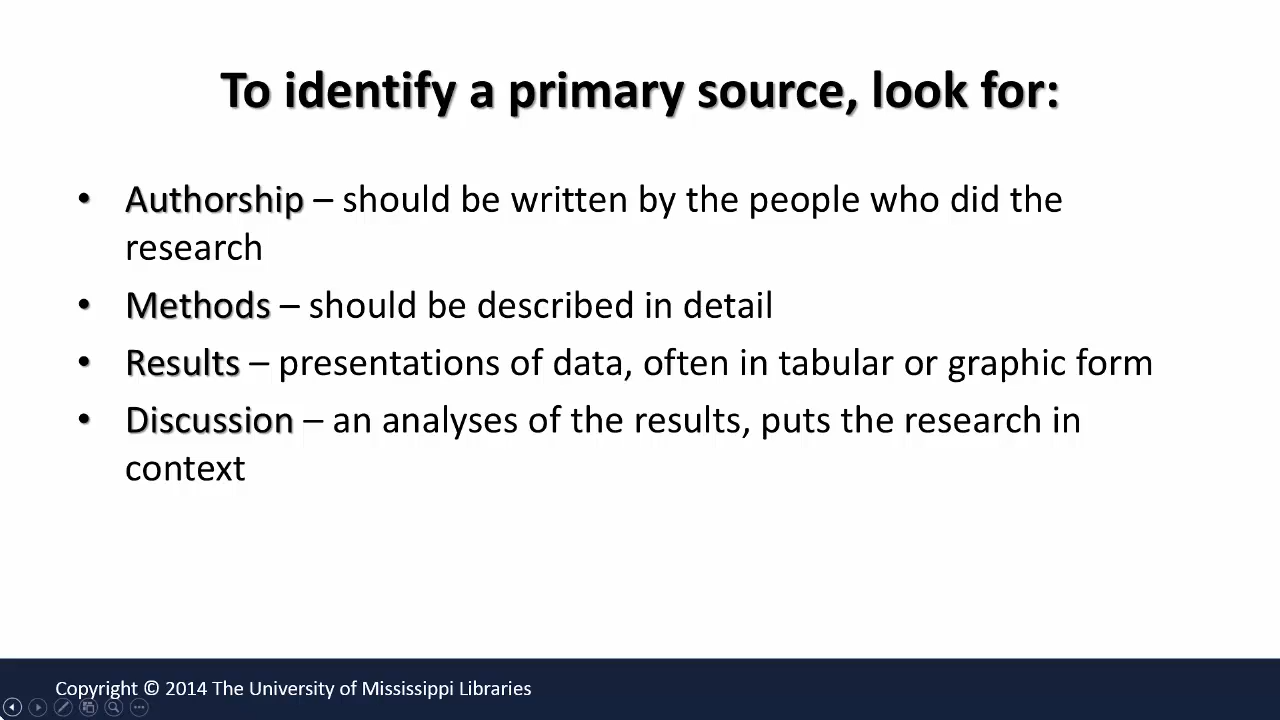 To identify a primary source, look for:
• Authorship – should be written by the people who did the
research
• Methods – should be described in detail
• Results – presentations of data, often in tabular or graphic form
• Discussion – an analyses of the results, puts the research in
context
Copyright © 2014 The University of Mississippi Libraries